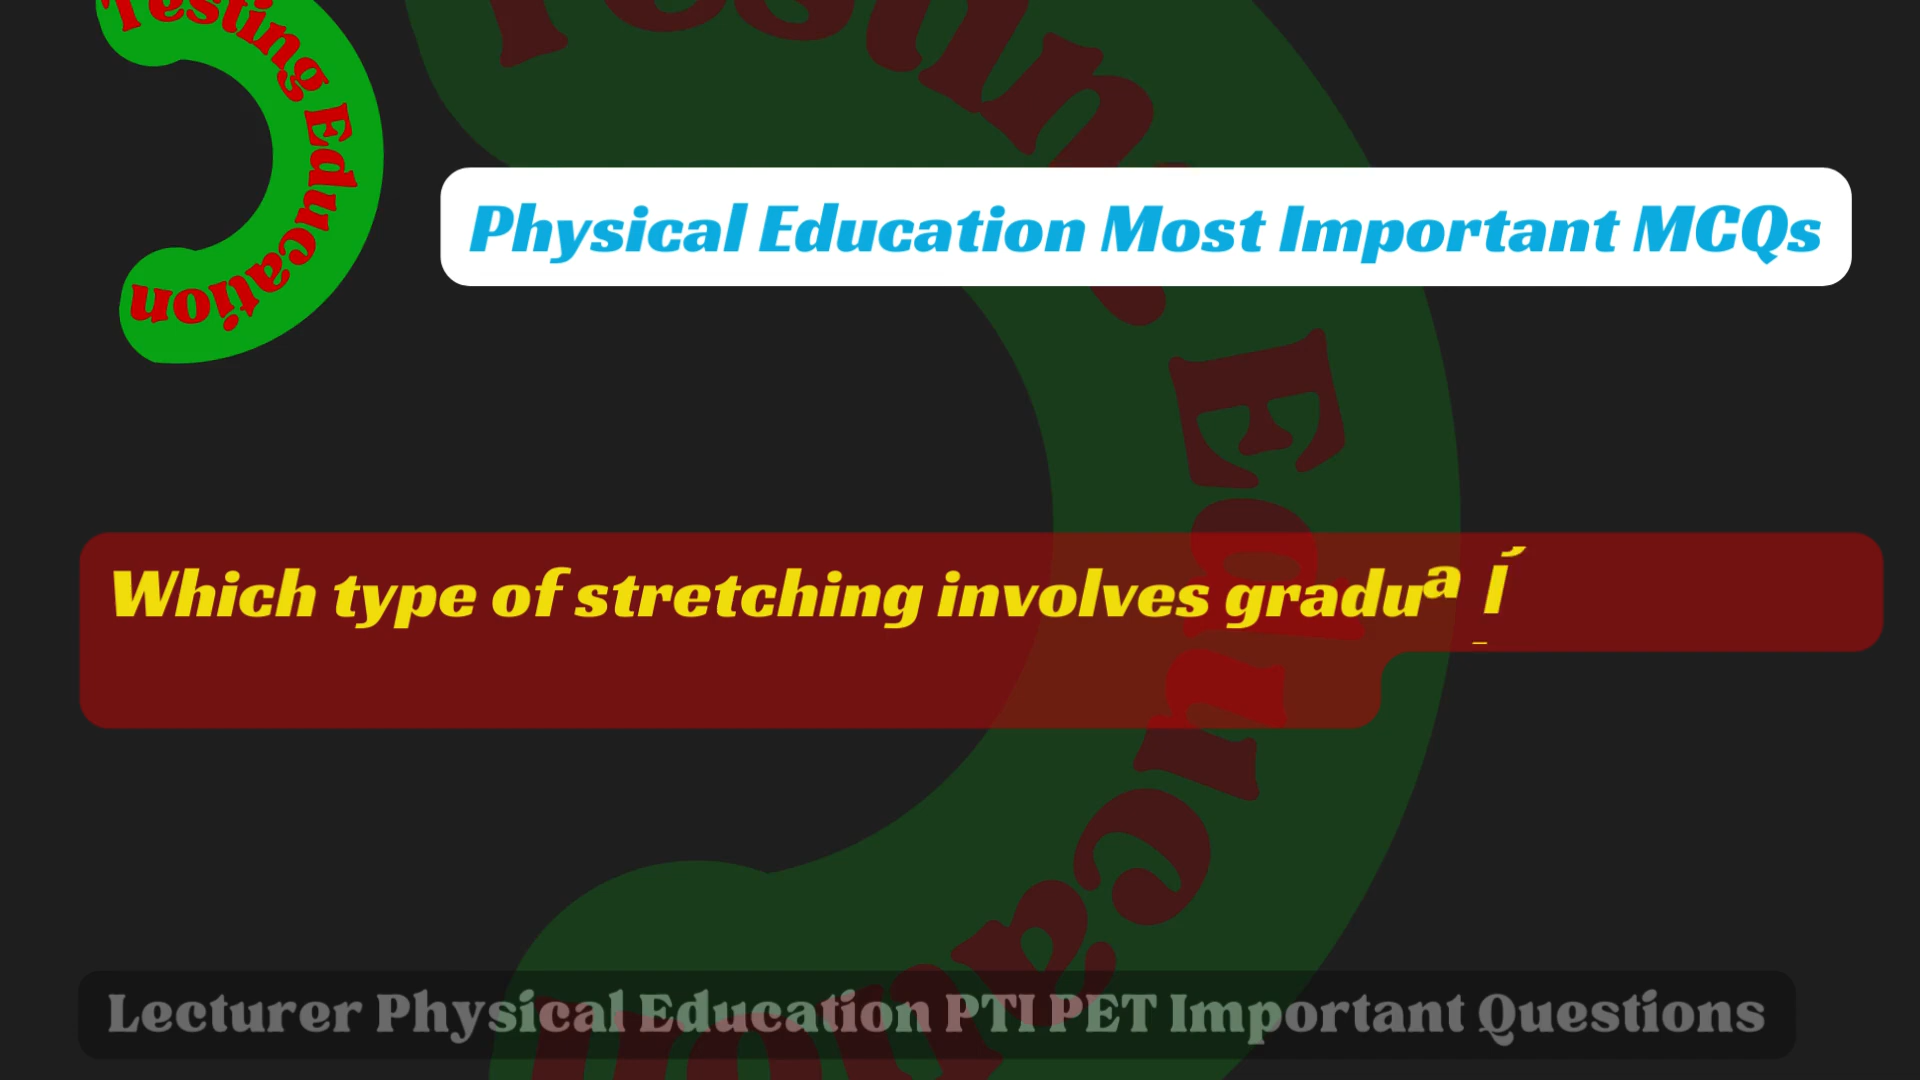 Testing Education
Physical Education Most Important MCQs
Which type of stretching involves gradua
Lecturer Physical Education PTI PET Important Questions